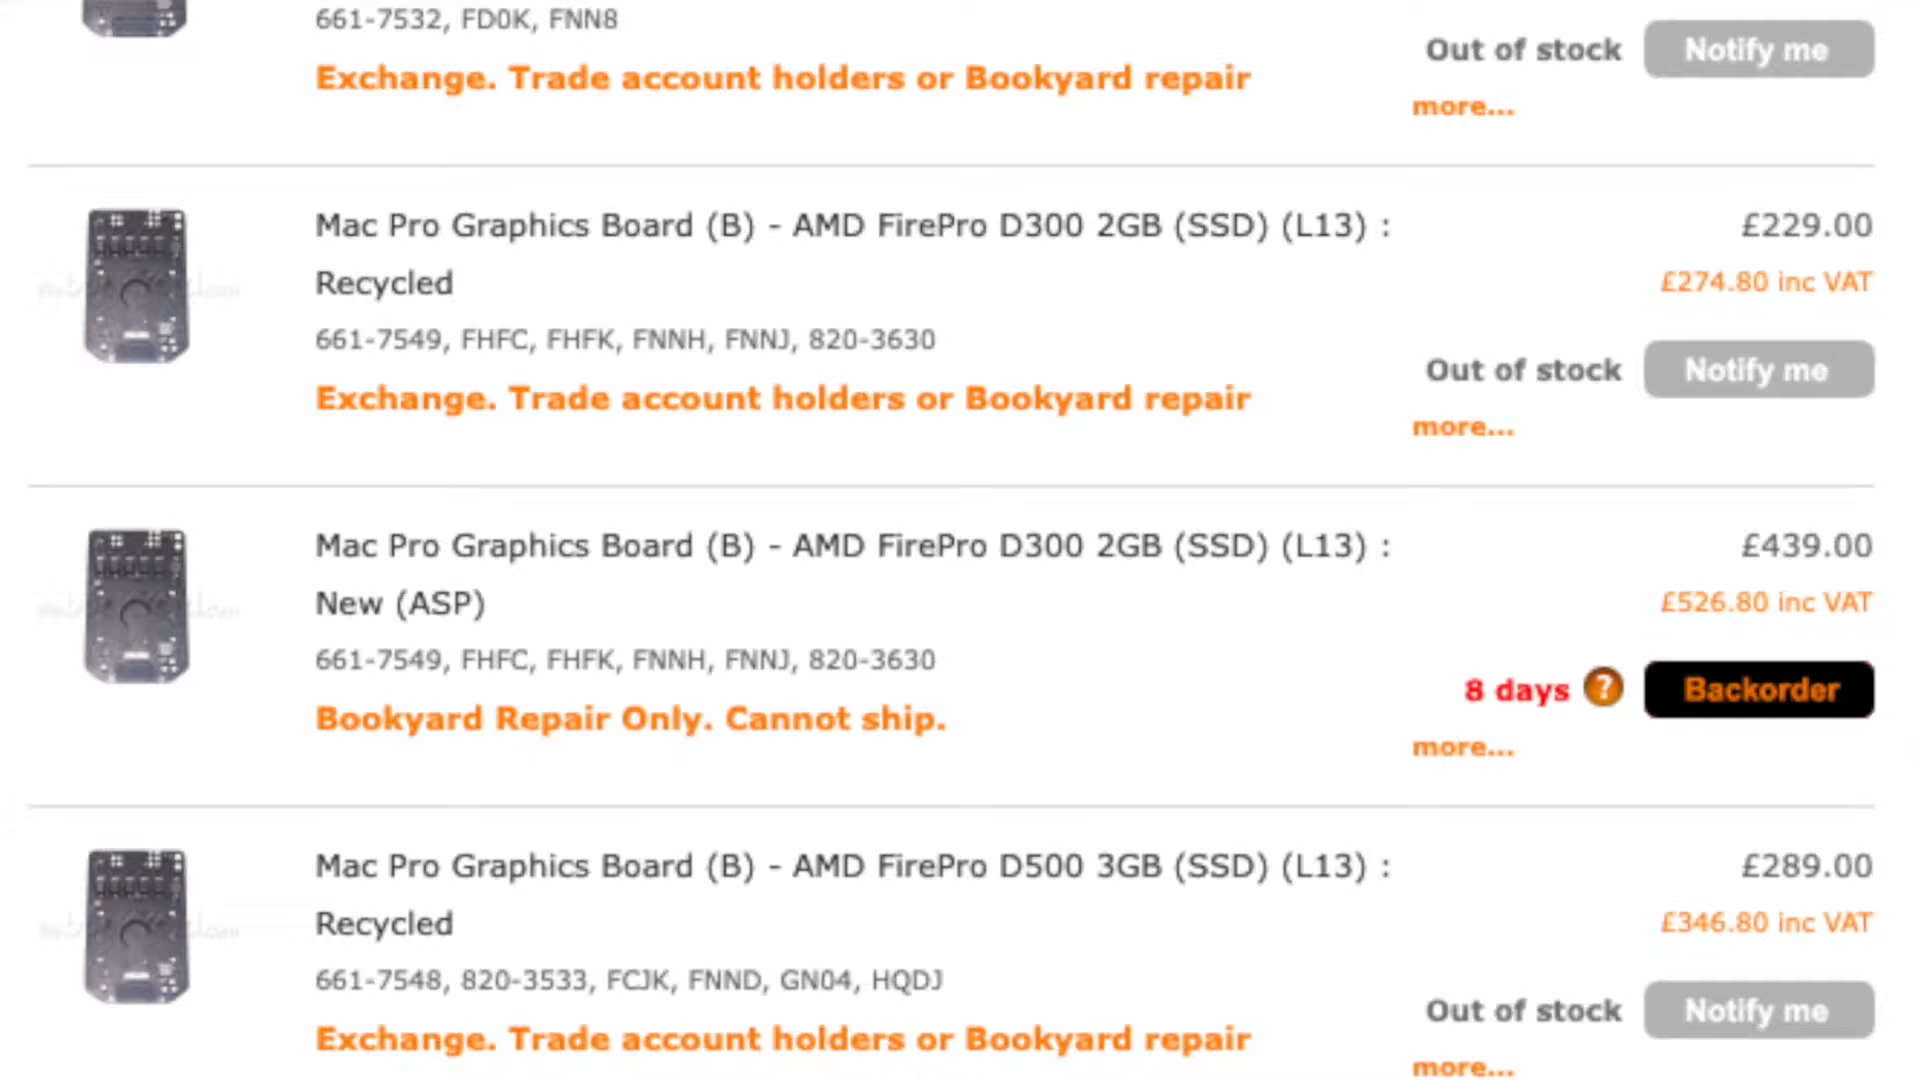 661-7532, FD0K, FNN8
Exchange. Trade account holders or Bookyard repair
Out of stock
Notify me
more...
Mac Pro Graphics Board (B) - AMD FirePro D300 2GB (SSD) (L13) :
Recycled
661-7549, FHFC, FHFK, FNNH, FNNJ, 820-3630
Exchange. Trade account holders or Bookyard repair
£229.00
£274.80 inc VAT
Out of stock
Notify me
more...
Mac Pro Graphics Board (B) - AMD FirePro D300 2GB (SSD) (L13) :
New (ASP)
661-7549, FHFC, FHFK, FNNH, FNNJ, 820-3630
Bookyard Repair Only. Cannot ship.
£439.00
£526.80 inc VAT
8 days ?
Backorder
more...
Mac Pro Graphics Board (B) - AMD FirePro D500 3GB (SSD) (L13) :
Recycled
661-7548, 820-3533, FCJK, FNND, GN04, HQDJ
Exchange. Trade account holders or Bookyard repair
£289.00
£346.80 inc VAT
Out of stock
Notify me
more...